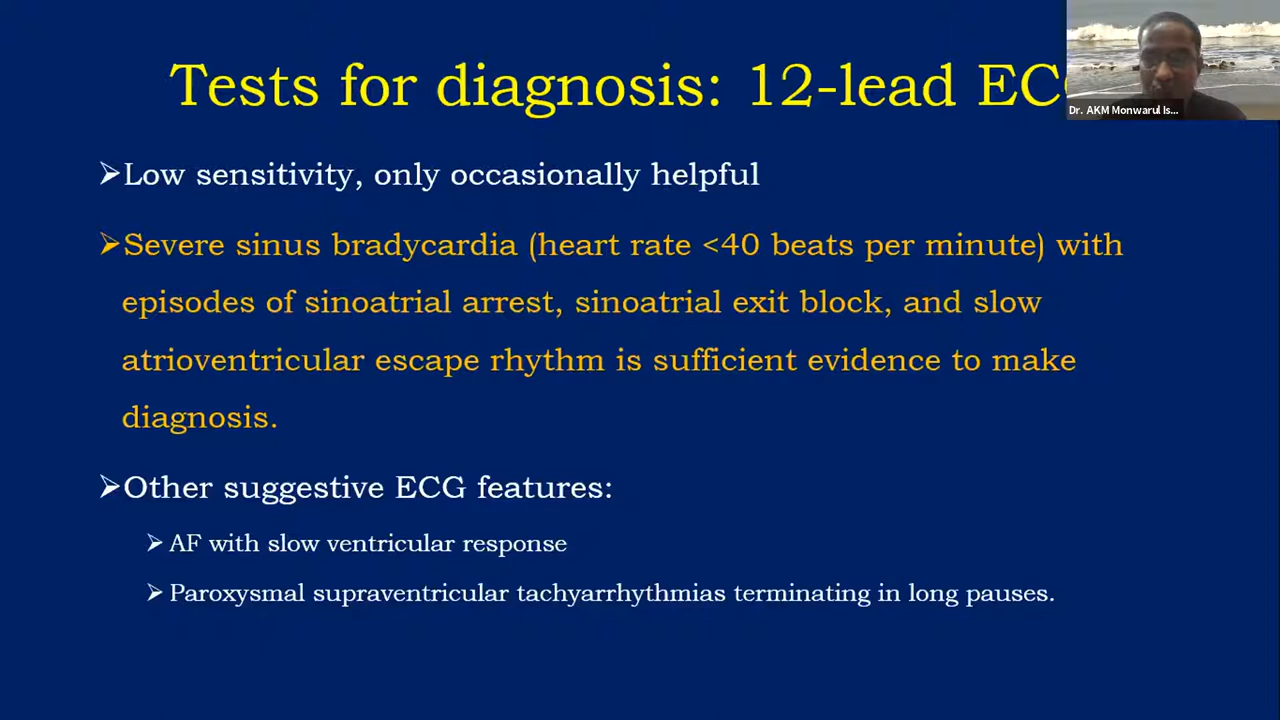 Tests for diagnosis: 12-lead EC
Dr. AKM Monwarul Is...
➢Low sensitivity, only occasionally helpful
➢Severe sinus bradycardia (heart rate <40 beats per minute) with
episodes of sinoatrial arrest, sinoatrial exit block, and slow
atrioventricular escape rhythm is sufficient evidence to make
diagnosis.
➢Other suggestive ECG features:
➢ AF with slow ventricular response
➢ Paroxysmal supraventricular tachyarrhythmias terminating in long pauses.